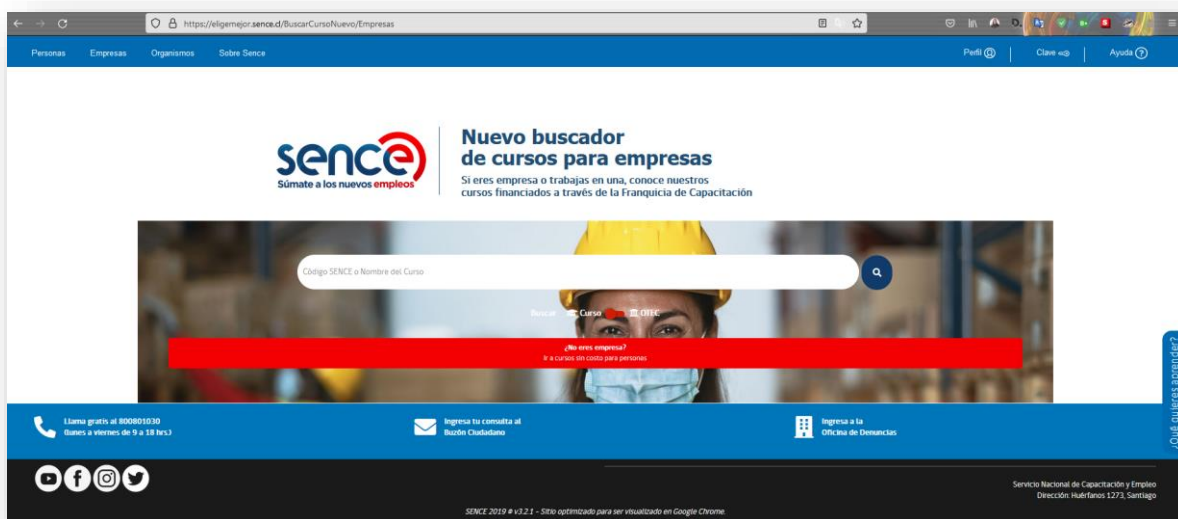 https://eligemejor.sence.cl/BuscarCursoNuevo/Empresas
Personas Empresas Organismos Sobre Sence Perfil Clave Ayuda
sence
Súmate a los nuevos empleos
Nuevo buscador
de cursos para empresas
Si eres empresa o trabajas en una, conoce nuestros
cursos financiados a través de la Franquicia de Capacitación
Código SENCE o Nombre del Curso
Buscar Curso OTEC
¿No eres empresa?
Ir a cursos sin costo para personas
¿Qué quieres aprender?
Llama gratis al 800801030
(lunes a viernes de 9 a 18 hrs.)
Ingresa tu consulta al
Buzón Ciudadano
Ingresa a la
Oficina de Denuncias
Servicio Nacional de Capacitación y Empleo
Dirección: Huérfanos 1273, Santiago
SENCE 2019 # v3.2.1 - Sitio optimizado para ser visualizado en Google Chrome.